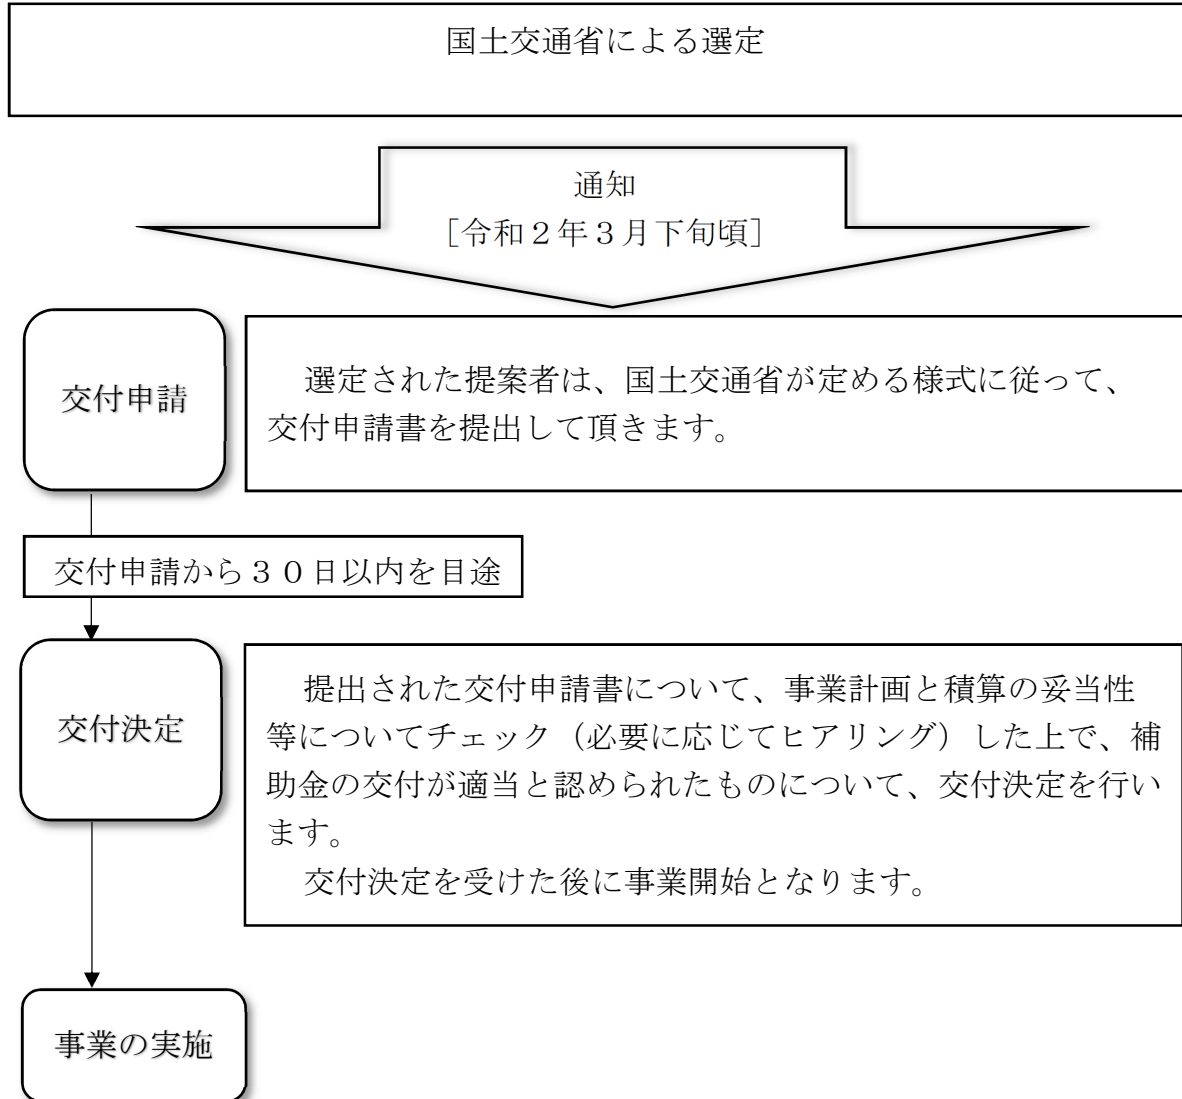 国土交通省による選定
通知
［令和２年３月下旬頃］
交付申請
選定された提案者は、国土交通省が定める様式に従って、
交付申請書を提出して頂きます。
交付申請から３０日以内を目途
交付決定
提出された交付申請書について、事業計画と積算の妥当性
等についてチェック（必要に応じてヒアリング）した上で、補
助金の交付が適当と認められたものについて、交付決定を行い
ます。
交付決定を受けた後に事業開始となります。
事業の実施